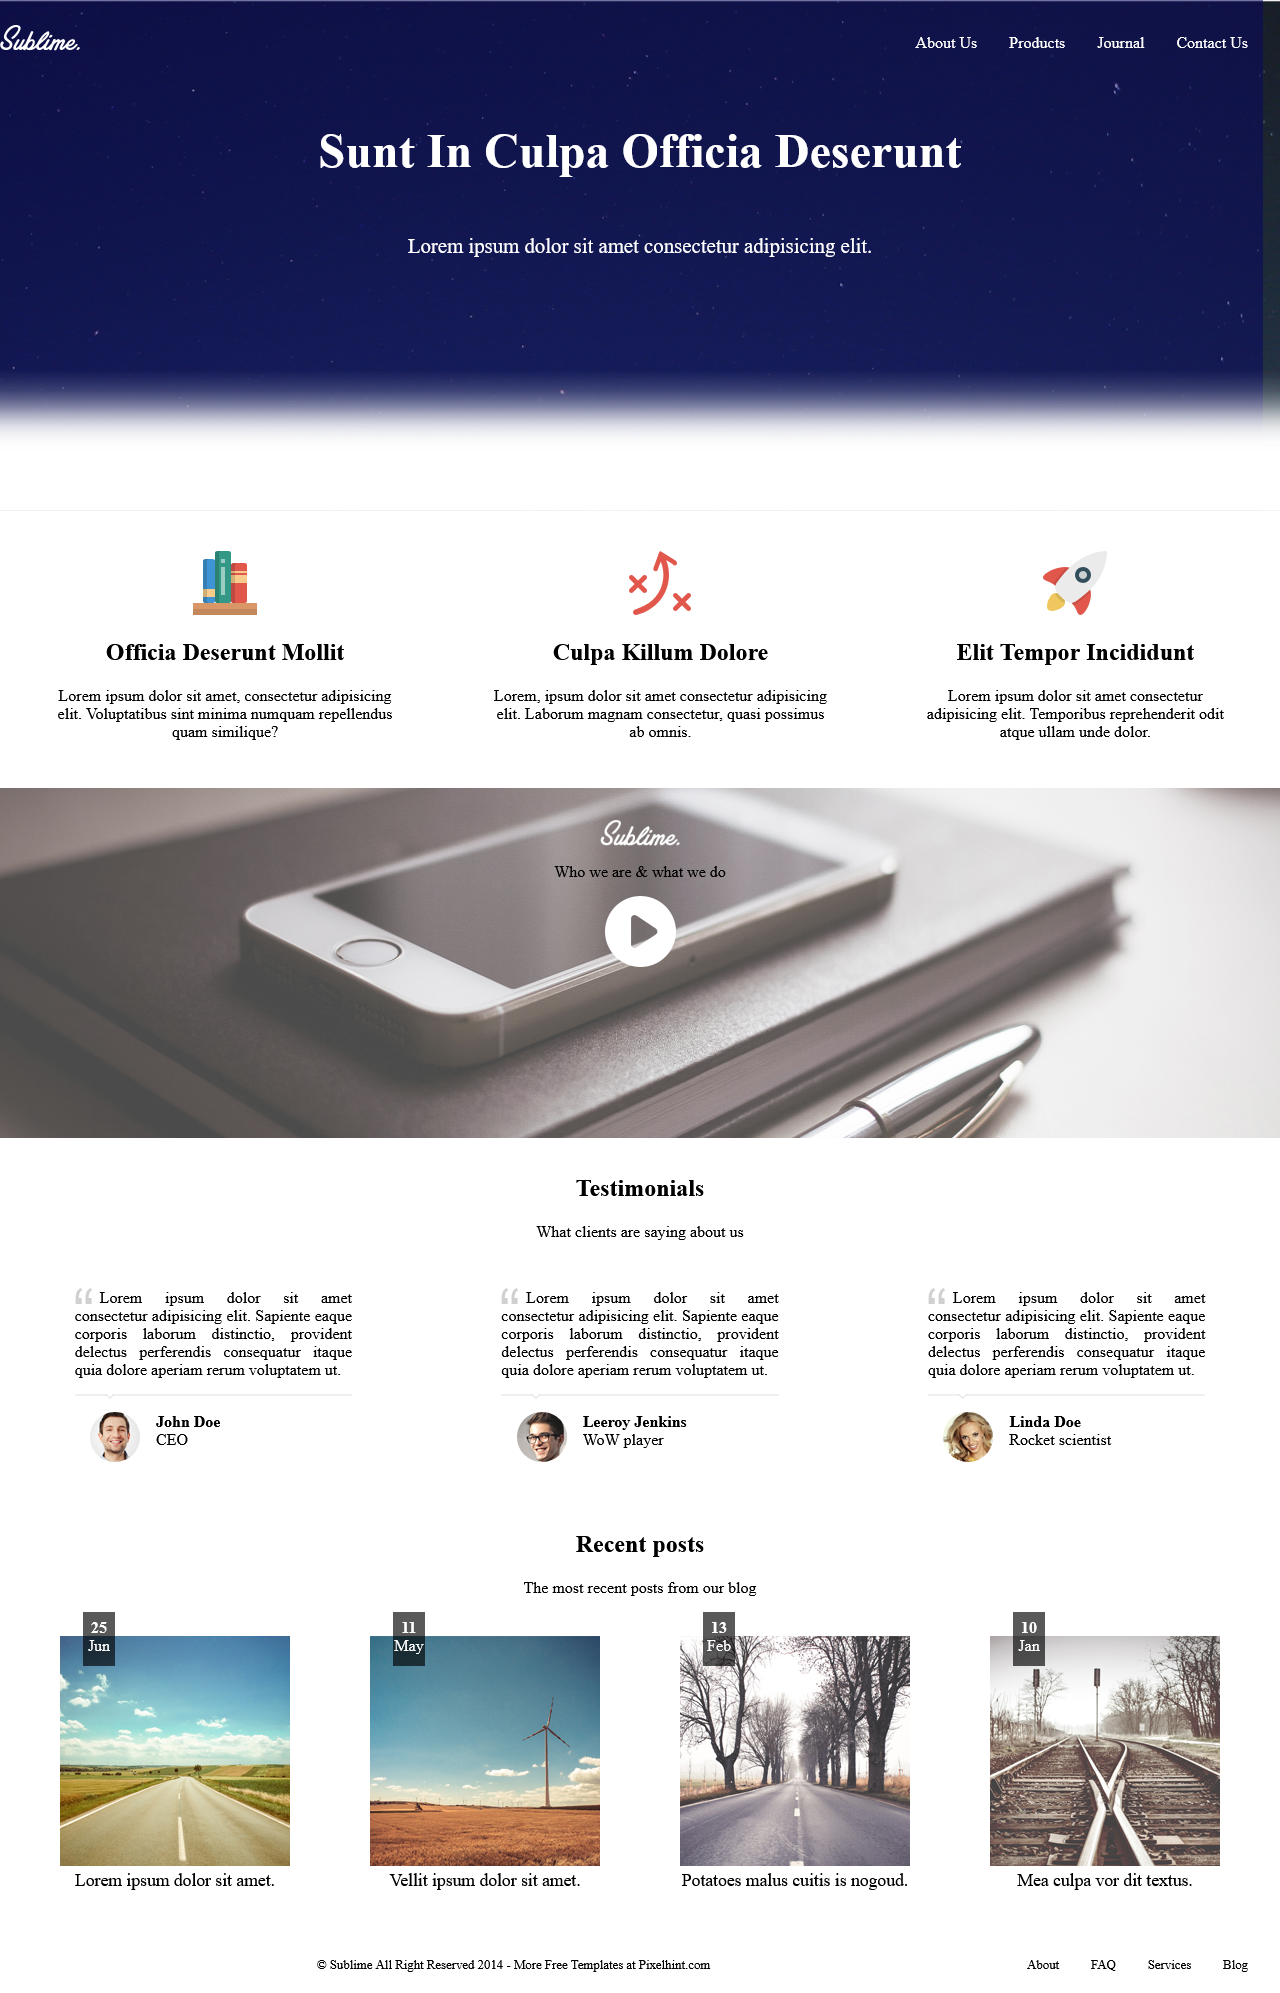 Sublime.
About Us Products Journal Contact Us
Sunt In Culpa Officia Deserunt
Lorem ipsum dolor sit amet consectetur adipisicing elit.
Officia Deserunt Mollit
Lorem ipsum dolor sit amet, consectetur adipisicing
elit. Voluptatibus sint minima numquam repellendus
quam similique?
Culpa Killum Dolore
Lorem, ipsum dolor sit amet consectetur adipisicing
elit. Laborum magnam consectetur, quasi possimus
ab omnis.
Elit Tempor Incididunt
Lorem ipsum dolor sit amet consectetur
adipisicing elit. Temporibus reprehenderit odit
atque ullam unde dolor.
Sublime.
Who we are & what we do
Testimonials
What clients are saying about us
“ Lorem ipsum dolor sit amet
consectetur adipisicing elit. Sapiente eaque
corporis laborum distinctio, provident
delectus perferendis consequatur itaque
quia dolore aperiam rerum voluptatem ut.
John Doe
CEO
“ Lorem ipsum dolor sit amet
consectetur adipisicing elit. Sapiente eaque
corporis laborum distinctio, provident
delectus perferendis consequatur itaque
quia dolore aperiam rerum voluptatem ut.
Leeroy Jenkins
WoW player
“ Lorem ipsum dolor sit amet
consectetur adipisicing elit. Sapiente eaque
corporis laborum distinctio, provident
delectus perferendis consequatur itaque
quia dolore aperiam rerum voluptatem ut.
Linda Doe
Rocket scientist
Recent posts
The most recent posts from our blog
25
Jun
Lorem ipsum dolor sit amet.
11
May
Vellit ipsum dolor sit amet.
13
Feb
Potatoes malus cuitis is nogoud.
10
Jan
Mea culpa vor dit textus.
© Sublime All Right Reserved 2014 - More Free Templates at Pixelhint.com
About FAQ Services Blog